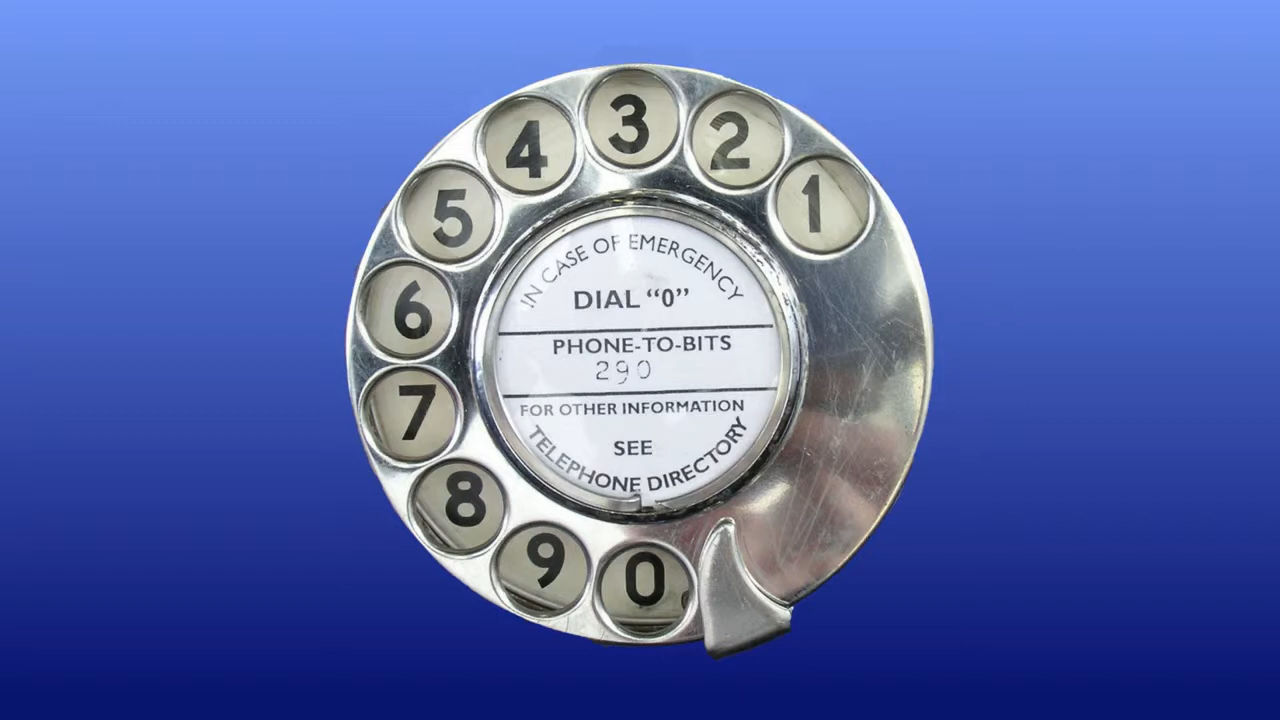 3
2
4
1
5
6
7
8
9
0
IN CASE OF EMERGENCY
DIAL “0”
PHONE-TO-BITS
290
FOR OTHER INFORMATION
SEE
TELEPHONE DIRECTORY